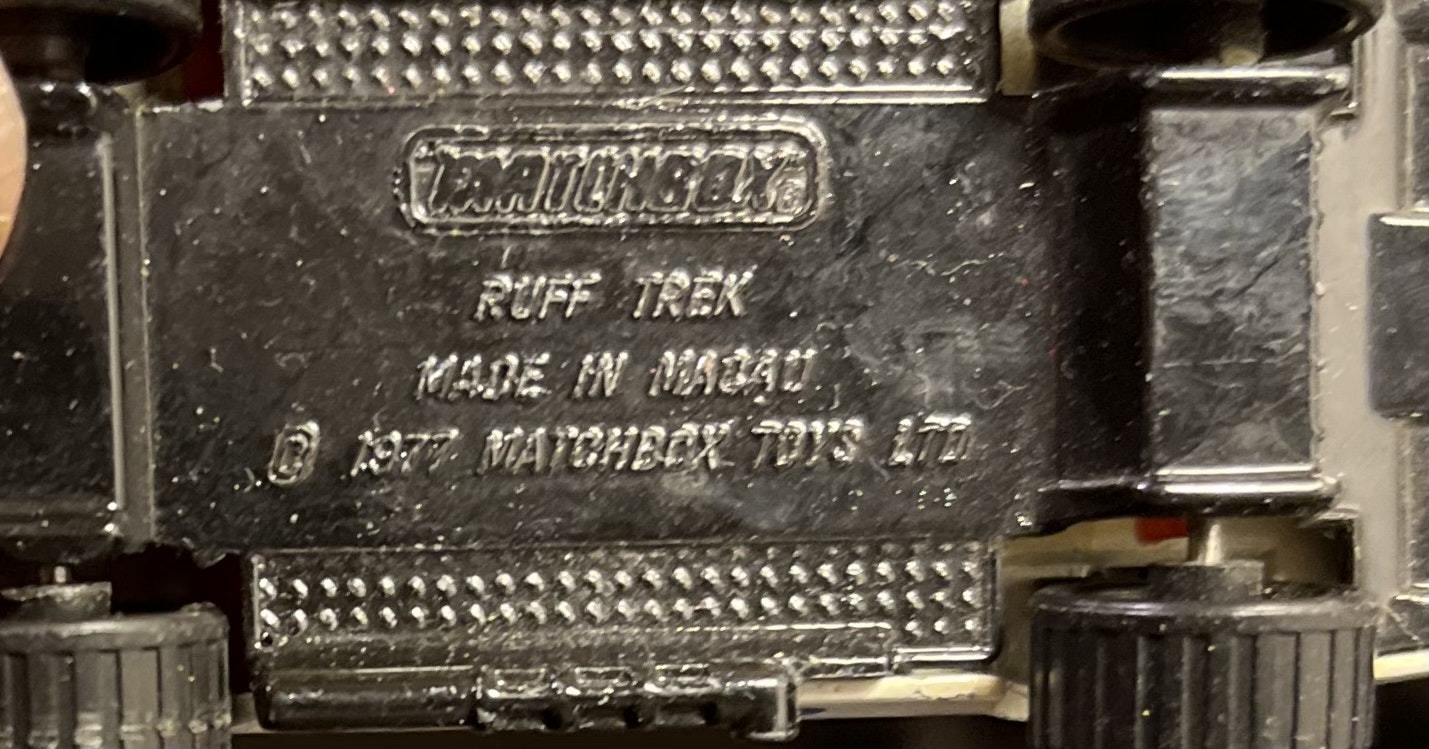 MATCHBOX®
RUFF TREK
MADE IN MACAU
© 1977 MATCHBOX TOYS LTD